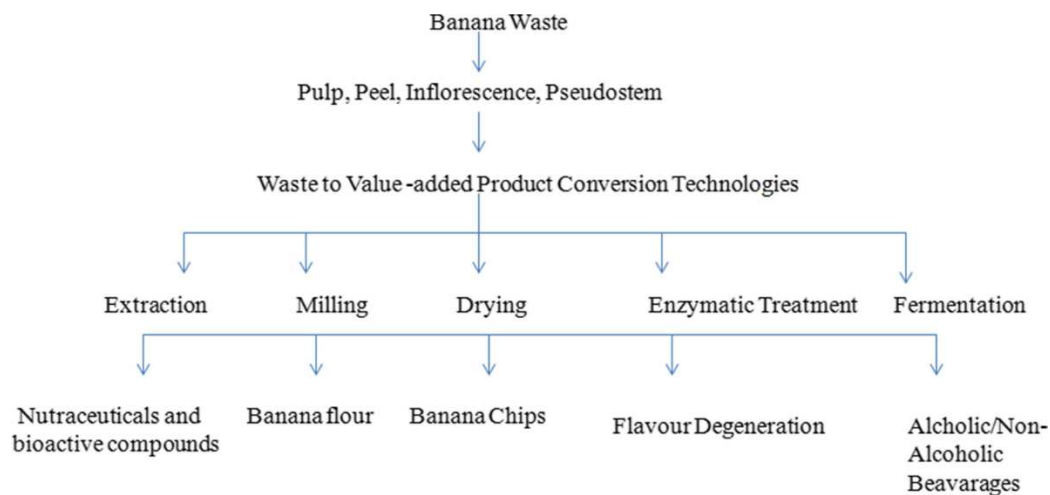 Banana Waste
Pulp, Peel, Inflorescence, Pseudostem
Waste to Value -added Product Conversion Technologies
Extraction
Milling
Drying
Enzymatic Treatment
Fermentation
Nutraceuticals and
bioactive compounds
Banana flour
Banana Chips
Flavour Degeneration
Alcholic/Non-
Alcoholic
Beavarages